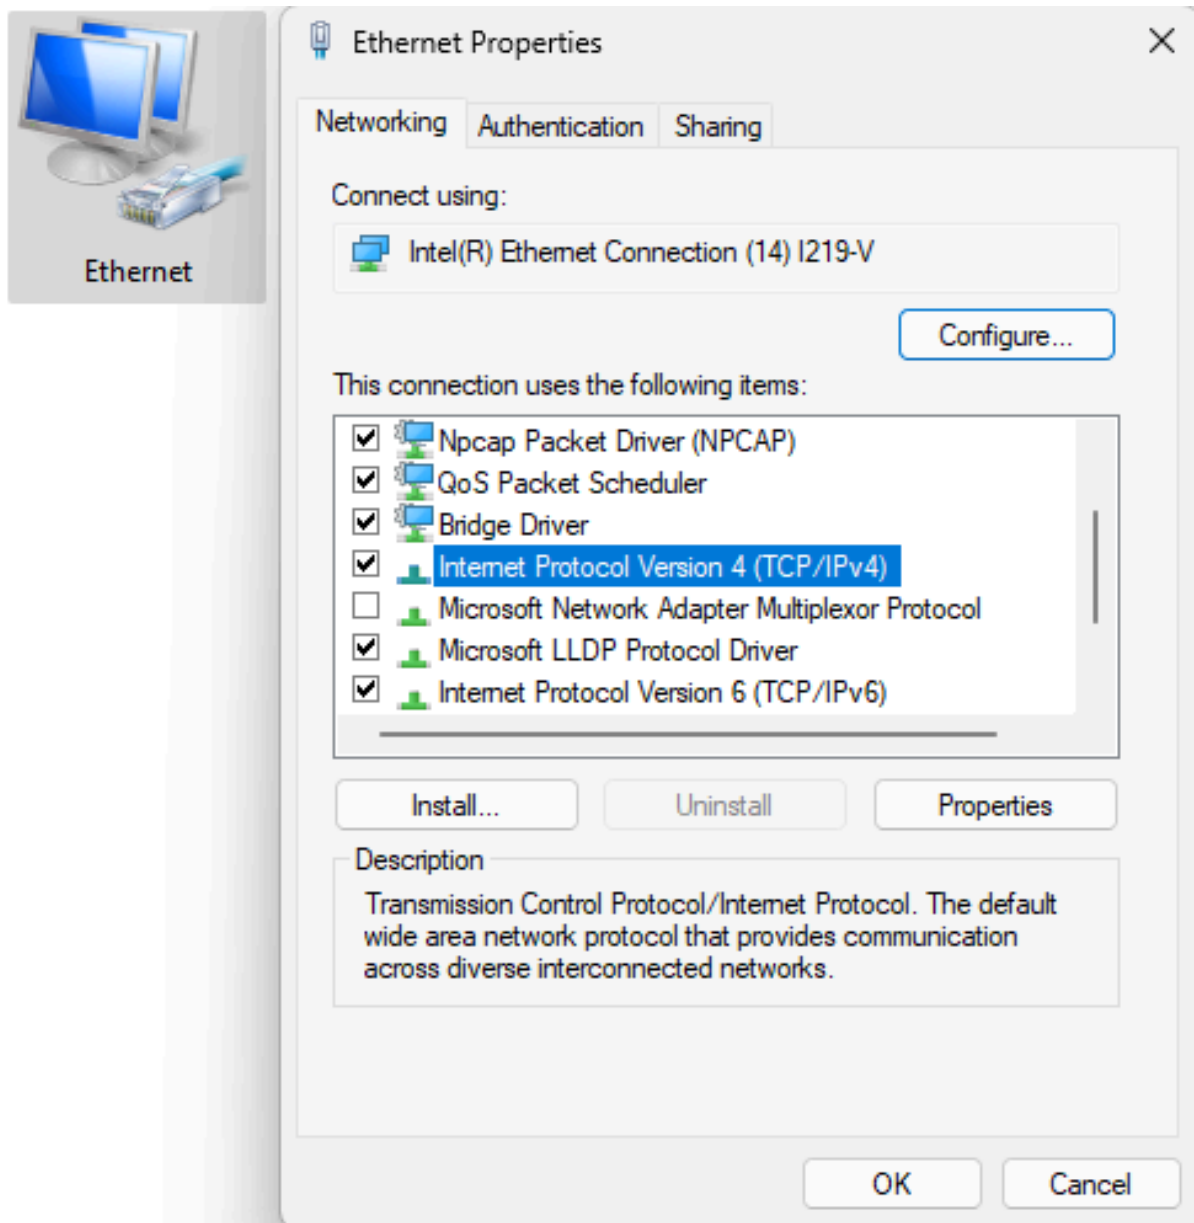 Ethernet
Ethernet Properties
Networking
Authentication
Sharing
Connect using:
Intel(R) Ethernet Connection (14) I219-V
Configure...
This connection uses the following items:
Npcap Packet Driver (NPCAP)
QoS Packet Scheduler
Bridge Driver
Internet Protocol Version 4 (TCP/IPv4)
Microsoft Network Adapter Multiplexor Protocol
Microsoft LLDP Protocol Driver
Internet Protocol Version 6 (TCP/IPv6)
Install...
Uninstall
Properties
Description
Transmission Control Protocol/Internet Protocol. The default
wide area network protocol that provides communication
across diverse interconnected networks.
OK
Cancel